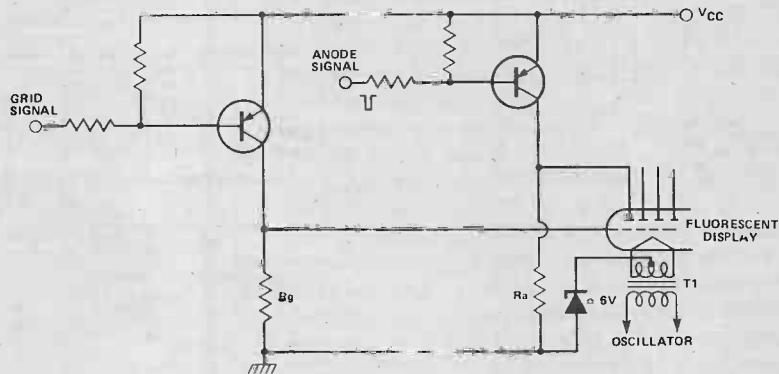 VCC
ANODE
SIGNAL
GRID
SIGNAL
FLUORESCENT
DISPLAY
Rg
Ra
6V
T1
OSCILLATOR